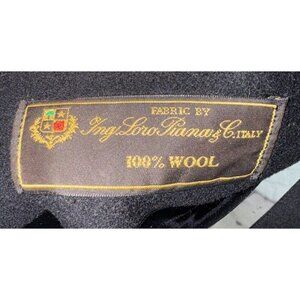 FABRIC BY
Ing. Loro Piana & C. ITALY
100% WOOL